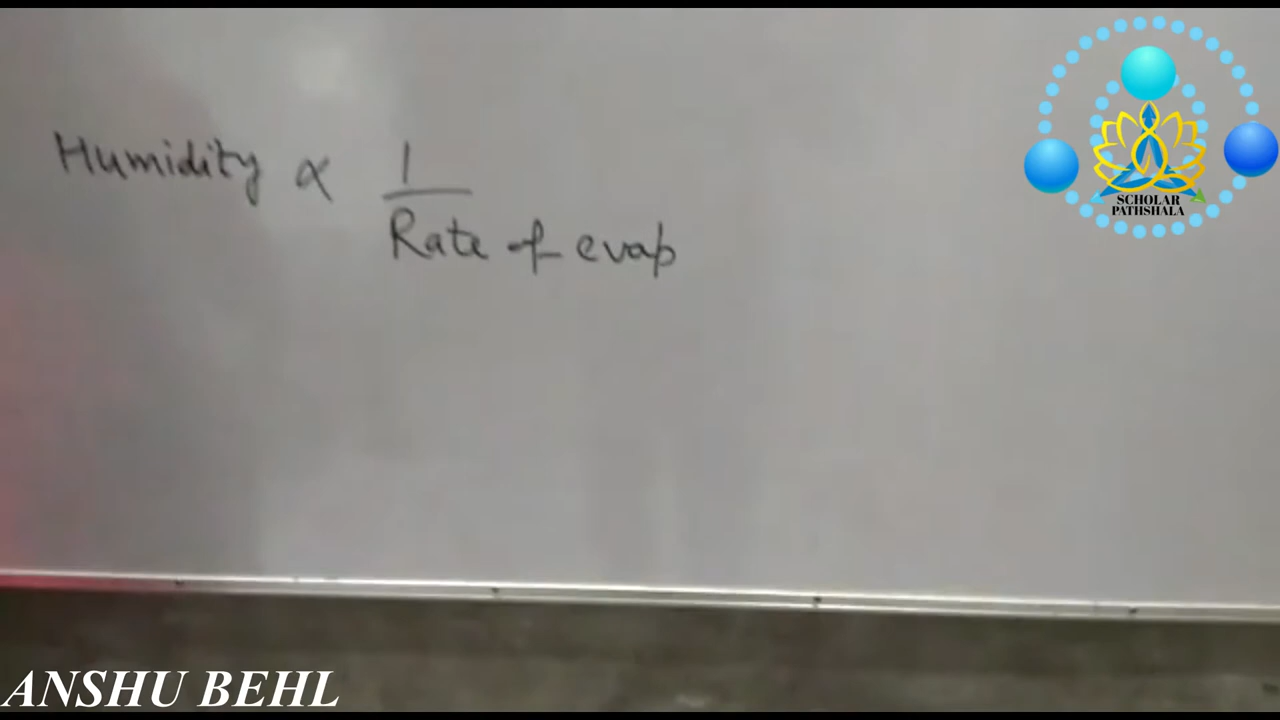 Humidity ∝ 1
Rate of evap
SCHOLAR
PATHSHALA
ANSHU BEHL